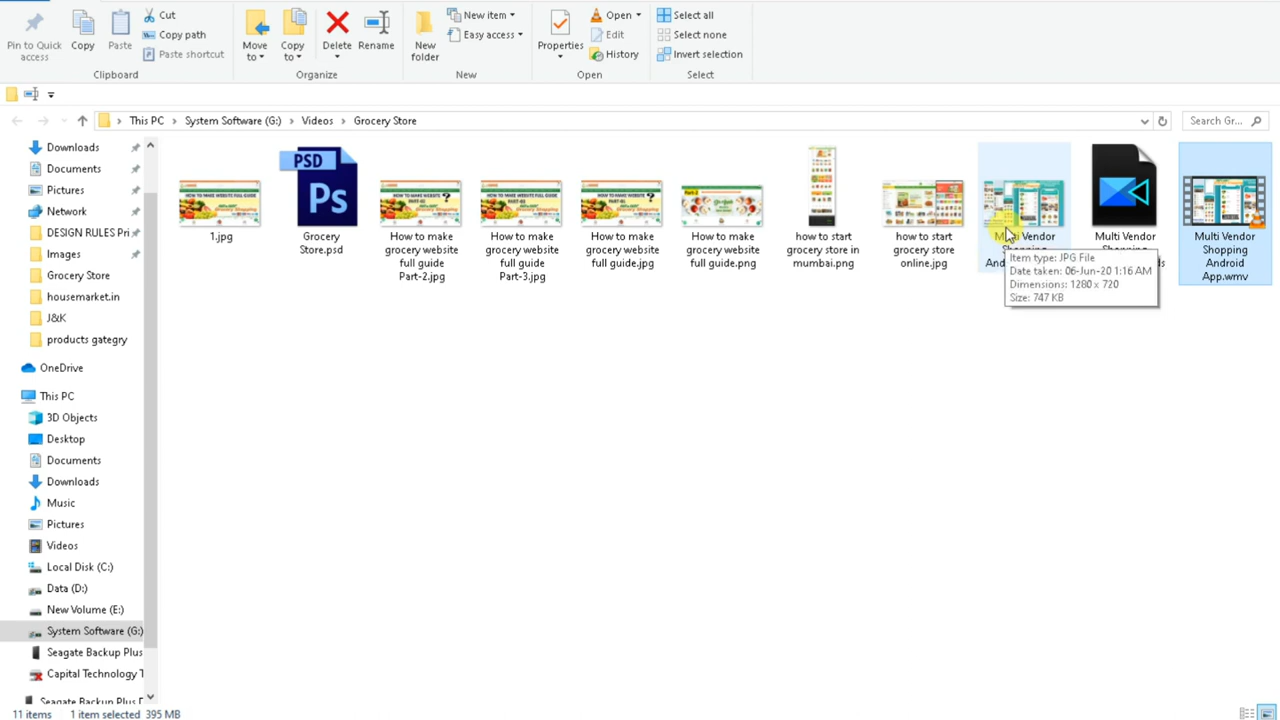 Pin to Quick
access
Copy
Paste
Cut
Copy path
Paste shortcut
Clipboard
Move
to
Copy
to
Delete
Rename
Organize
New
folder
New item
Easy access
New
Properties
Open
Edit
History
Open
Select all
Select none
Invert selection
Select
This PC
System Software (G:)
Videos
Grocery Store
Search Gr...
Downloads
Documents
Pictures
Network
DESIGN RULES Pri
Images
Grocery Store
housemarket.in
J&K
products gategry
OneDrive
This PC
3D Objects
Desktop
Documents
Downloads
Music
Pictures
Videos
Local Disk (C:)
Data (D:)
New Volume (E:)
System Software (G:)
Seagate Backup Plus
Capital Technology T
Seagate Backup Plus D
1.jpg
PSD
Ps
Grocery
Store.psd
How to make
grocery website
full guide
Part-2.jpg
How to make
grocery website
full guide
Part-3.jpg
How to make
grocery website
full guide.jpg
How to make
grocery website
full guide.png
how to start
grocery store in
mumbai.png
how to start
grocery store
online.jpg
Multi Vendor
Shopping
Multi Vendor
Item type: JPG File
Date taken: 06-Jun-20 1:16 AM
Dimensions: 1280 x 720
Size: 747 KB
Multi Vendor
Shopping
Android
App.wmv
11 items
1 item selected 395 MB